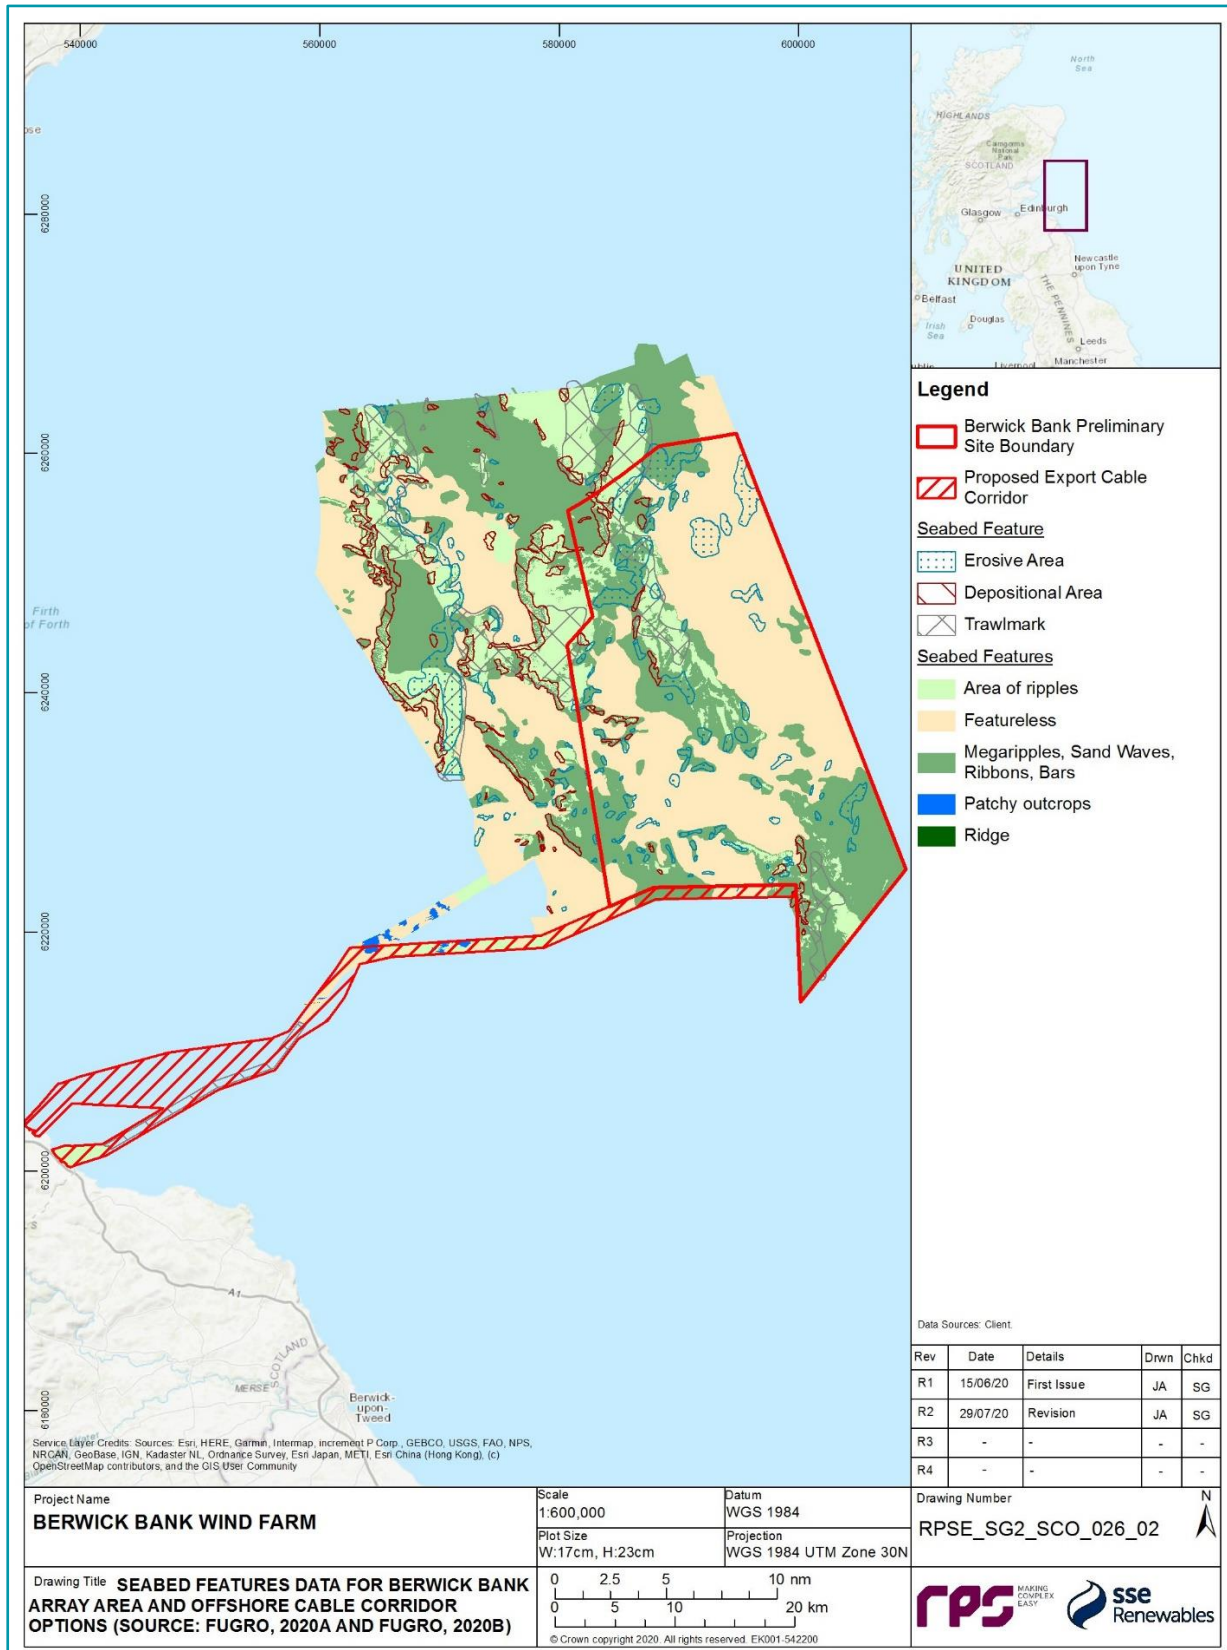 540000
560000
580000
600000
6280000
6260000
6240000
6220000
6200000
6180000
ose
Firth
of Forth
A1
SCOTLAND
MERSE
Berwick-
upon-
Tweed
Service Layer Credits: Sources: Esri, HERE, Garmin, Intermap, increment P Corp., GEBCO, USGS, FAO, NPS,
NRCAN, GeoBase, IGN, Kadaster NL, Ordnance Survey, Esri Japan, METI, Esri China (Hong Kong), (c)
OpenStreetMap contributors, and the GIS User Community
North
Sea
HIGHLANDS
Cairngorms
National
Park
SCOTLAND
Glasgow
Edinburgh
Newcastle
upon Tyne
UNITED
KINGDOM
THE PENNINES
Belfast
Douglas
Irish
Sea
Leeds
Manchester
Liverpool
Legend
Berwick Bank Preliminary
Site Boundary
Proposed Export Cable
Corridor
Seabed Feature
Erosive Area
Depositional Area
Trawlmark
Seabed Features
Area of ripples
Featureless
Megaripples, Sand Waves,
Ribbons, Bars
Patchy outcrops
Ridge
Data Sources: Client.
Rev Date Details Drwn Chkd
R1 15/06/20 First Issue JA SG
R2 29/07/20 Revision JA SG
R3 - - - -
R4 - - - -
Project Name
BERWICK BANK WIND FARM
Scale
1:600,000
Datum
WGS 1984
Plot Size
W:17cm, H:23cm
Projection
WGS 1984 UTM Zone 30N
Drawing Number
RPSE_SG2_SCO_026_02
N
Drawing Title SEABED FEATURES DATA FOR BERWICK BANK
ARRAY AREA AND OFFSHORE CABLE CORRIDOR
OPTIONS (SOURCE: FUGRO, 2020A AND FUGRO, 2020B)
0 2.5 5 10 nm
0 5 10 20 km
© Crown copyright 2020. All rights reserved. EK001-542200
rps MAKING
COMPLEX
EASY
sse
Renewables